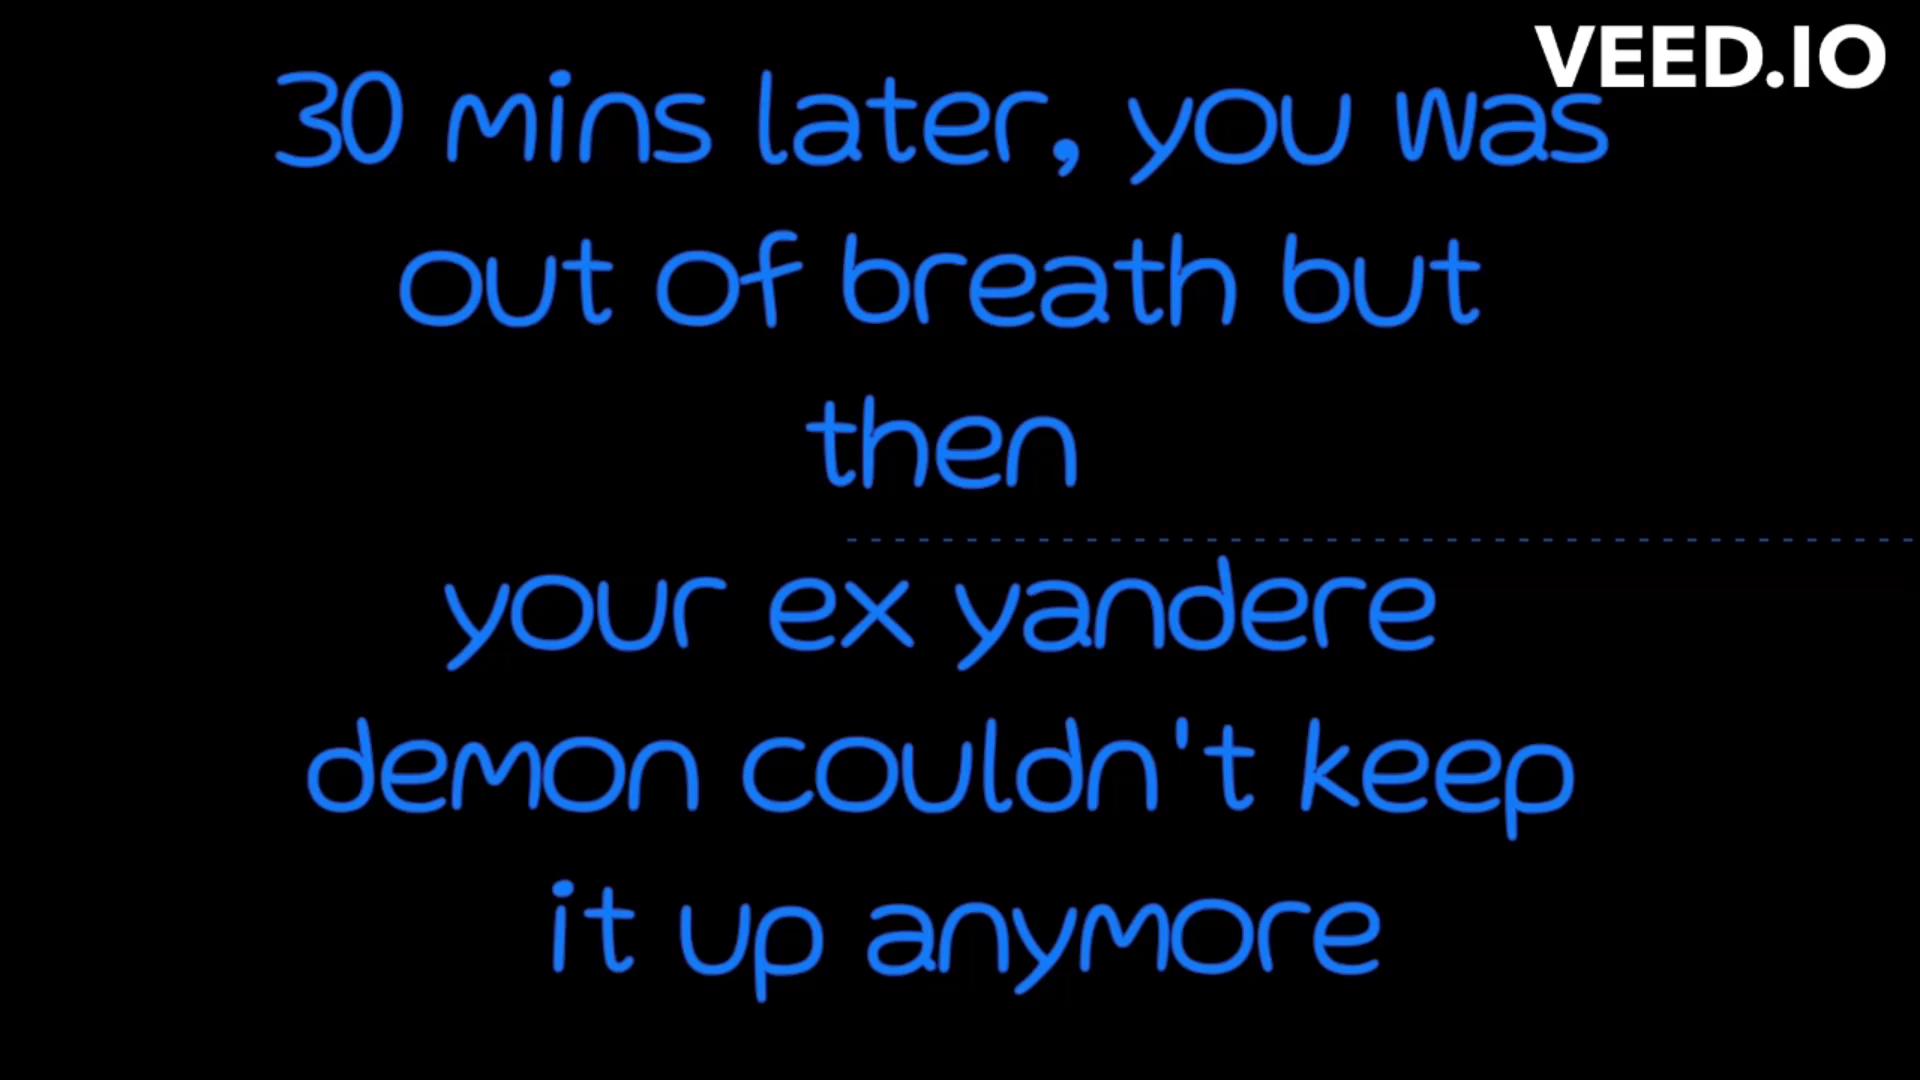 VEED.IO
30 mins later, you was
out of breath but
then
your ex yandere
demon couldn't keep
it up anymore